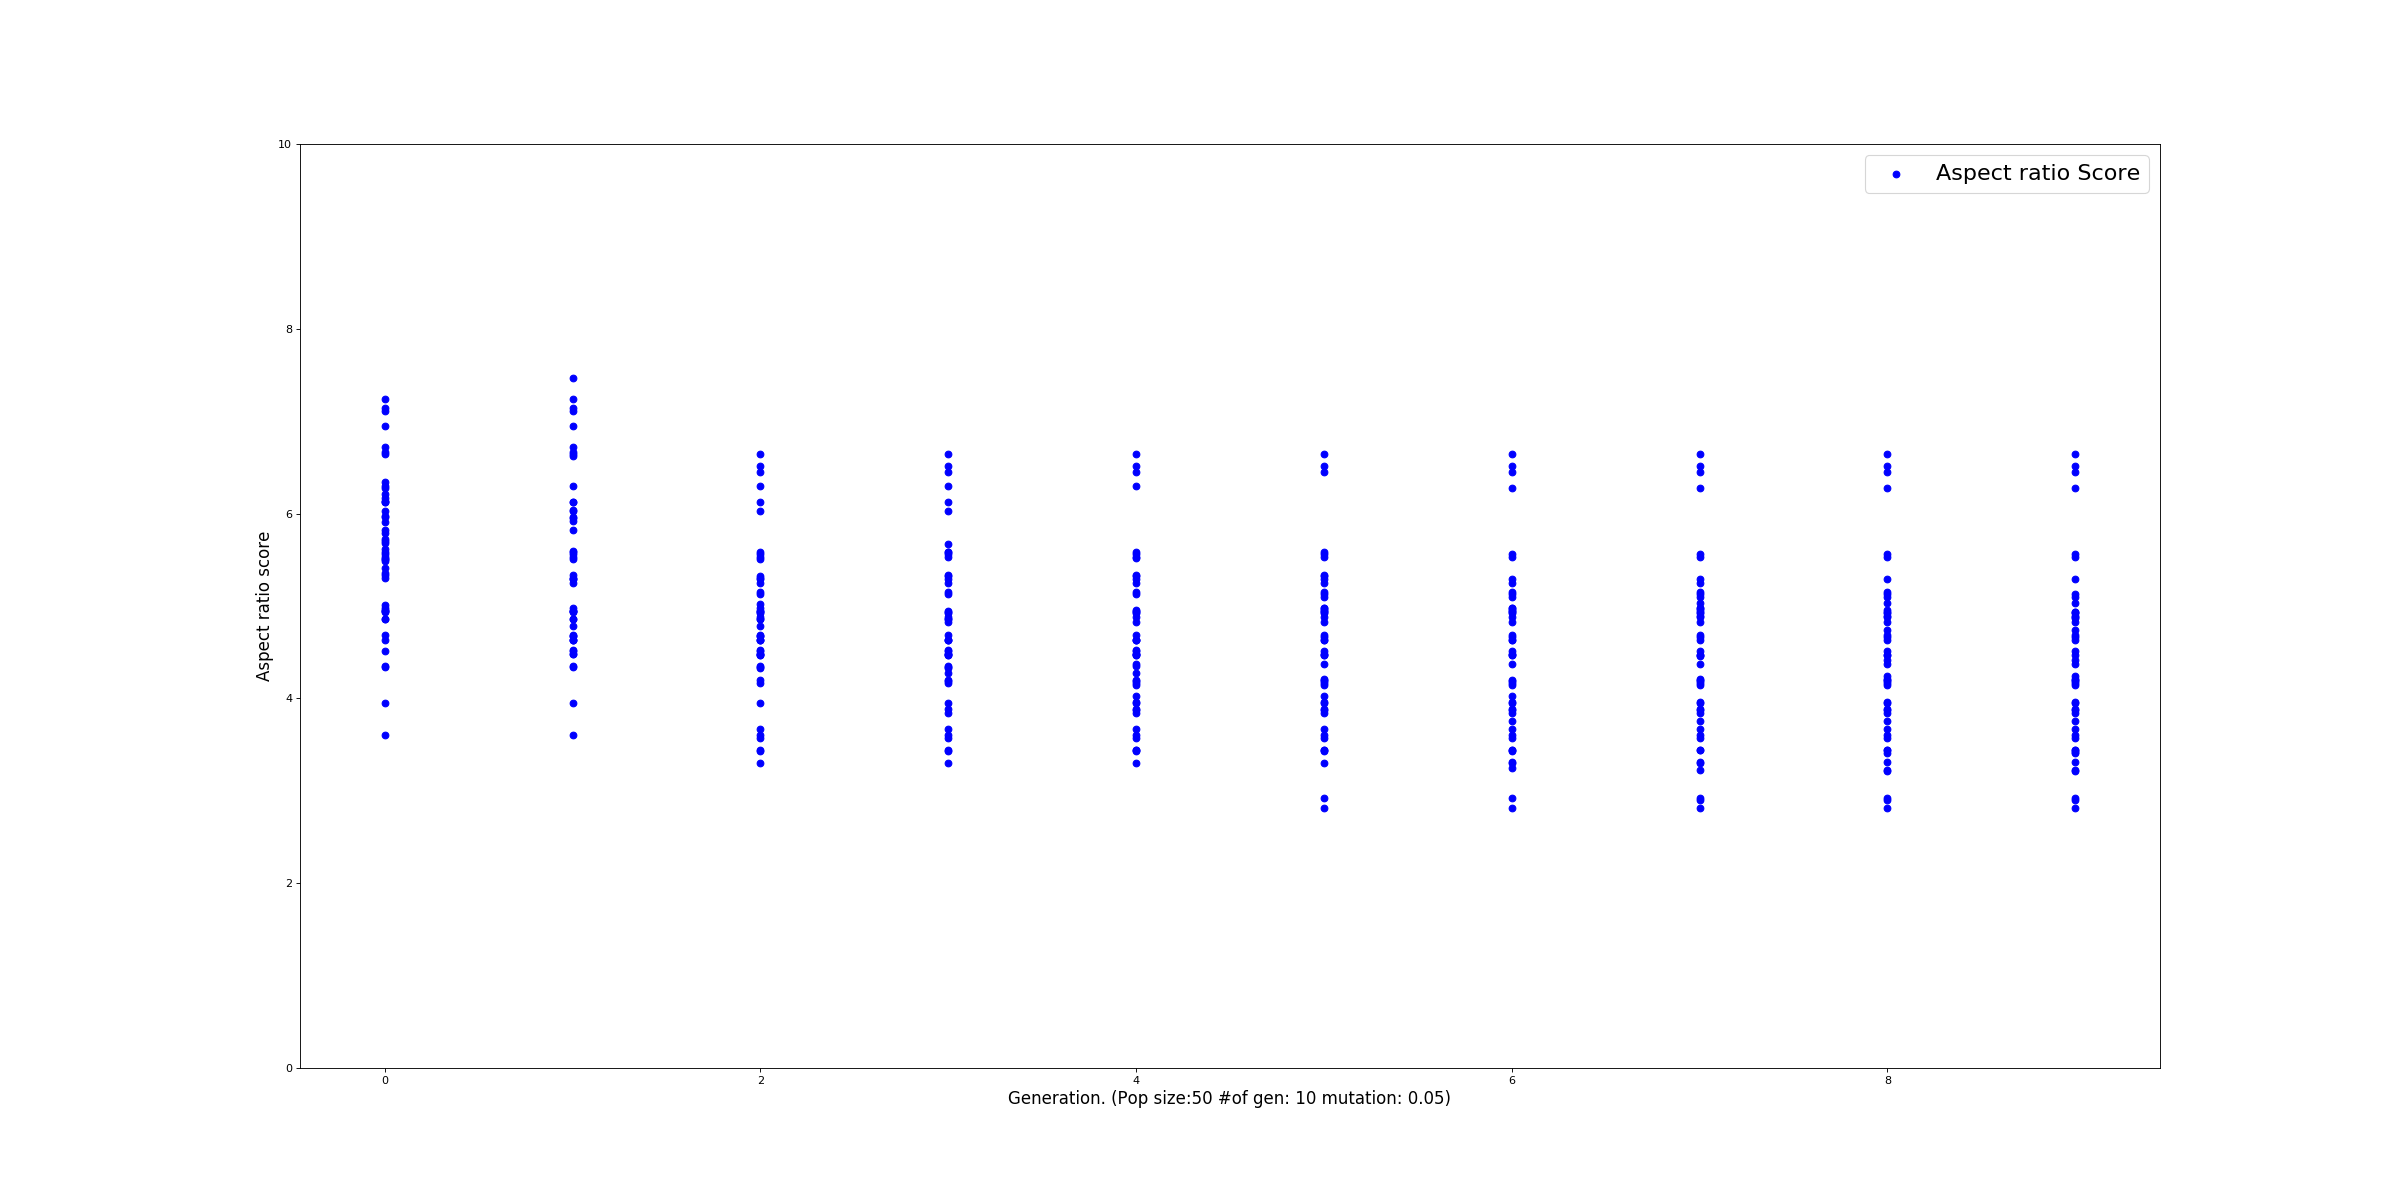 10
8
6
4
2
0
Aspect ratio score
Aspect ratio Score
0 2 4 6 8
Generation. (Pop size:50 #of gen: 10 mutation: 0.05)